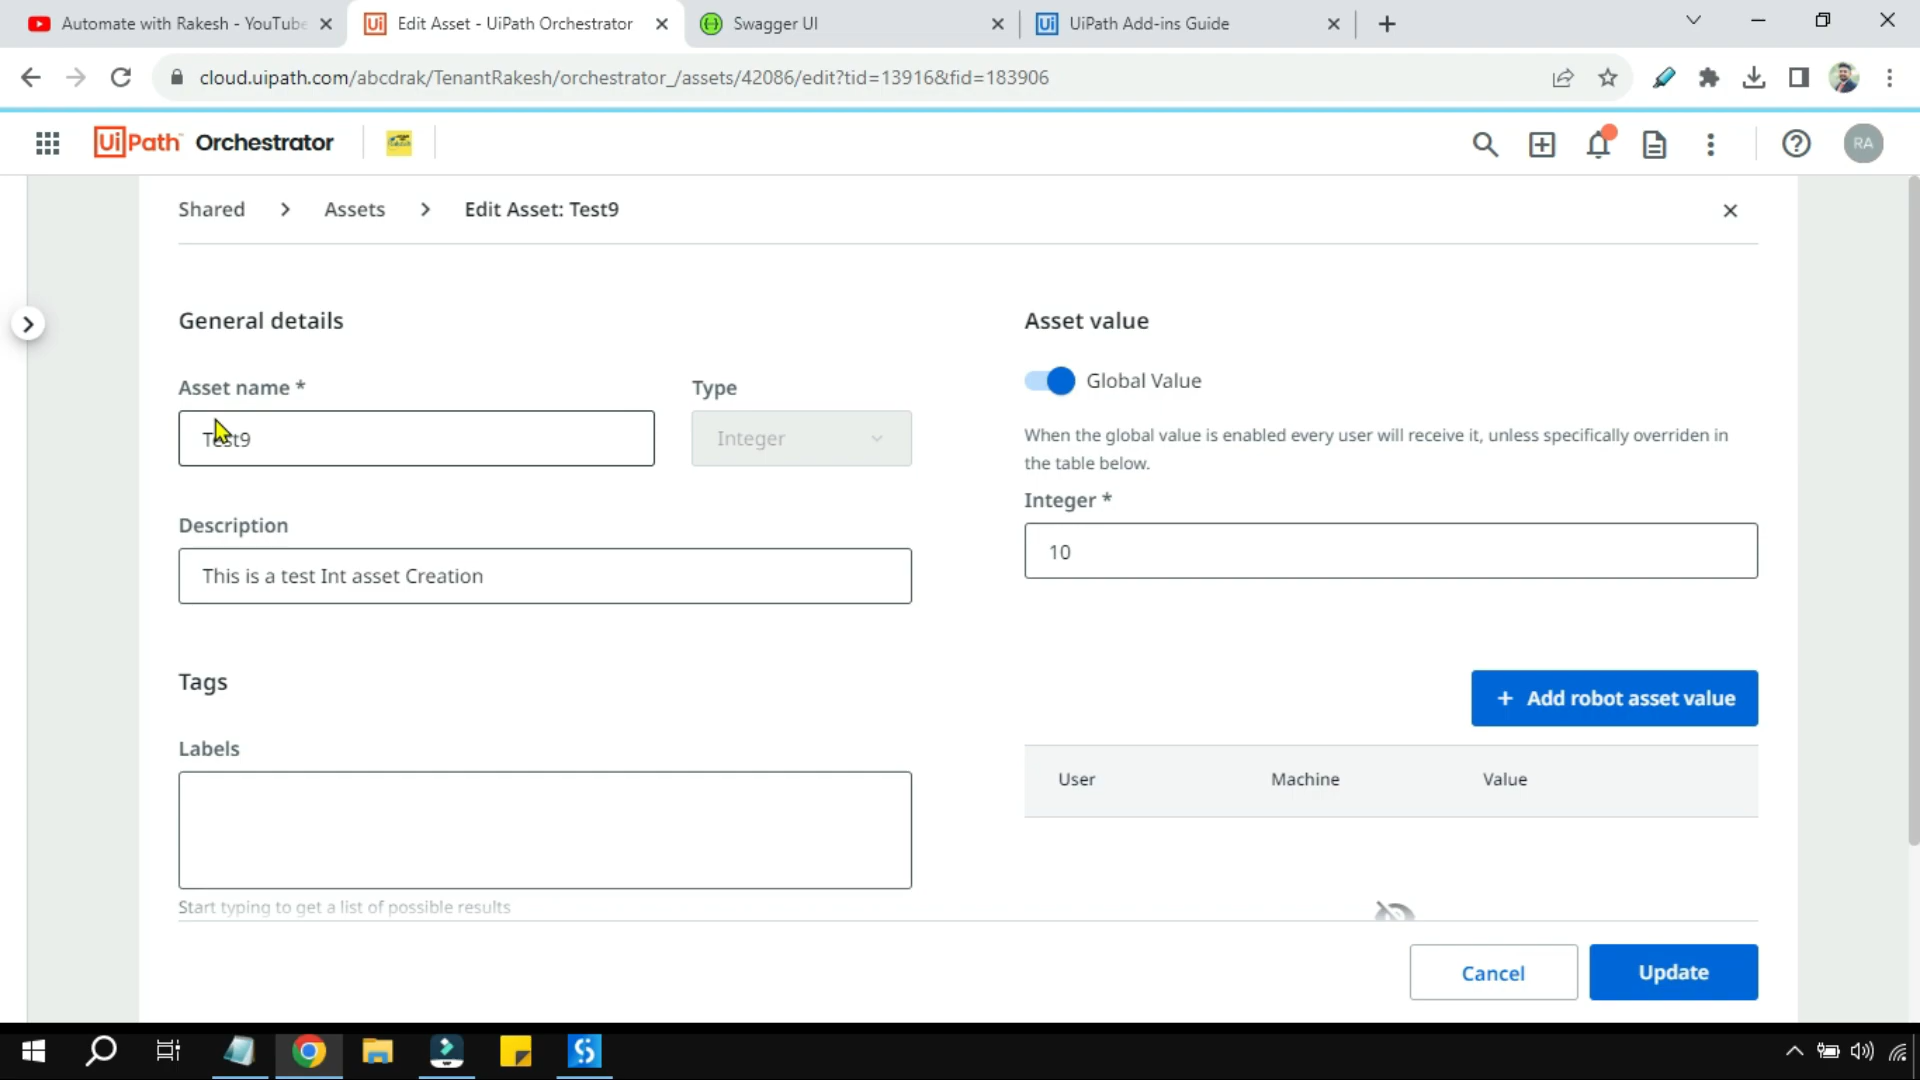 Automate with Rakesh - YouTube
Edit Asset - UiPath Orchestrator
Swagger UI
UiPath Add-ins Guide
cloud.uipath.com/abcdrak/TenantRakesh/orchestrator_/assets/42086/edit?tid=13916&fid=183906
UiPath Orchestrator
RA
Shared > Assets > Edit Asset: Test9
General details
Asset value
Global Value
Asset name *
Type
Test9
Integer
When the global value is enabled every user will receive it, unless specifically overriden in
the table below.
Integer *
10
Description
This is a test Int asset Creation
Tags
+ Add robot asset value
Labels
User
Machine
Value
Start typing to get a list of possible results
Cancel
Update